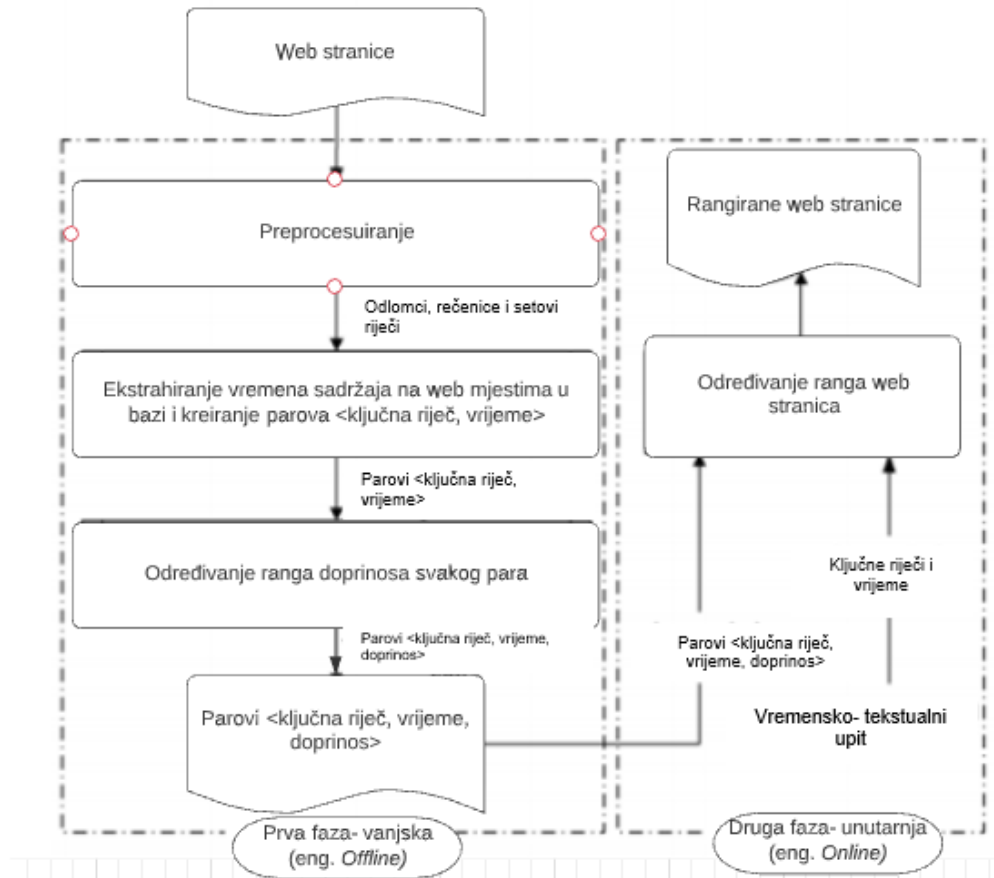 Web stranice
Preprocesuiranje
Odlomci, rečenice i setovi
riječi
Ekstrahiranje vremena sadržaja na web mjestima u
bazi i kreiranje parova <ključna riječ, vrijeme>
Parovi <ključna riječ,
vrijeme>
Određivanje ranga doprinosa svakog para
Parovi <ključna riječ, vrijeme,
doprinos>
Parovi <ključna riječ, vrijeme,
doprinos>
Prva faza- vanjska
(eng. Offline)
Rangirane web stranice
Određivanje ranga web
stranica
Ključne riječi i
vrijeme
Parovi <ključna riječ,
vrijeme, doprinos>
Vremensko- tekstualni
upit
Druga faza- unutarnja
(eng. Online)